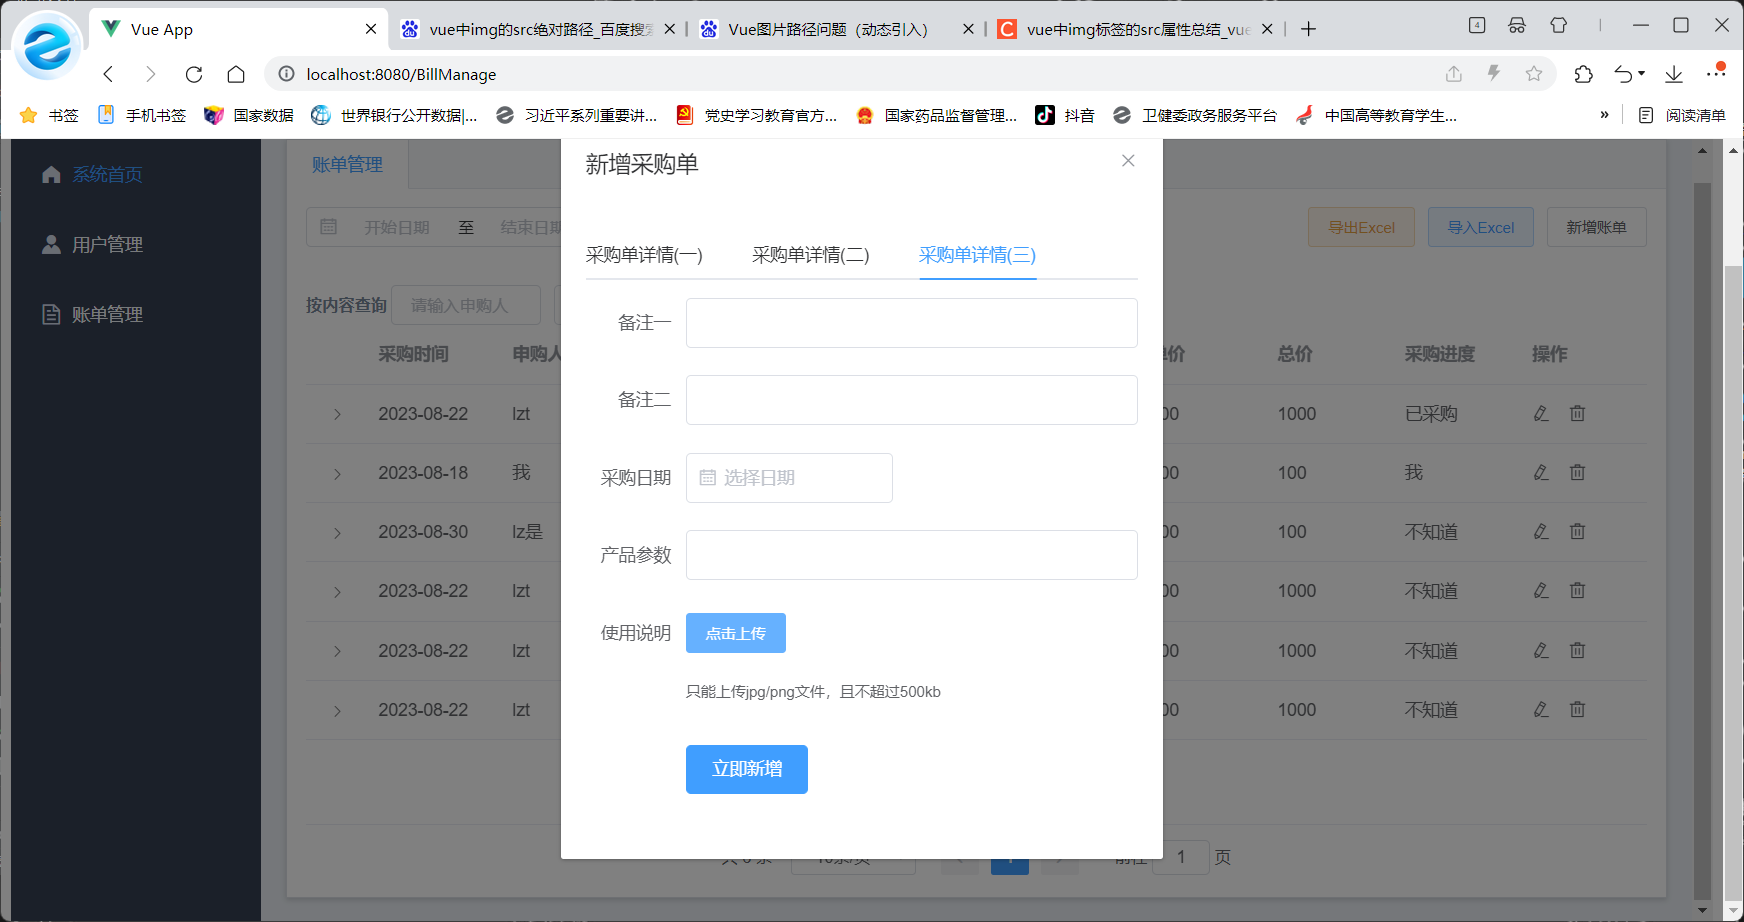 Vue App
vue中img的src绝对路径_百度搜索
Vue图片路径问题（动态引入）
vue中img标签的src属性总结_vue
4
localhost:8080/BillManage
书签
手机书签
国家数据
世界银行公开数据|...
习近平系列重要讲...
党史学习教育官方...
国家药品监督管理...
抖音
卫健委政务服务平台
中国高等教育学生...
»
阅读清单
系统首页
用户管理
账单管理
账单管理
开始日期 至 结束日期
导出Excel 导入Excel 新增账单
按内容查询 请输入申购人
采购时间 申购人 单价 总价 采购进度 操作
2023-08-22 lzt 00 1000 已采购
2023-08-18 我 00 100 我
2023-08-30 lz是 00 100 不知道
2023-08-22 lzt 00 1000 不知道
2023-08-22 lzt 00 1000 不知道
2023-08-22 lzt 00 1000 不知道
前往 1 页
新增采购单
采购单详情(一) 采购单详情(二) 采购单详情(三)
备注一
备注二
采购日期 选择日期
产品参数
使用说明 点击上传
只能上传jpg/png文件，且不超过500kb
立即新增